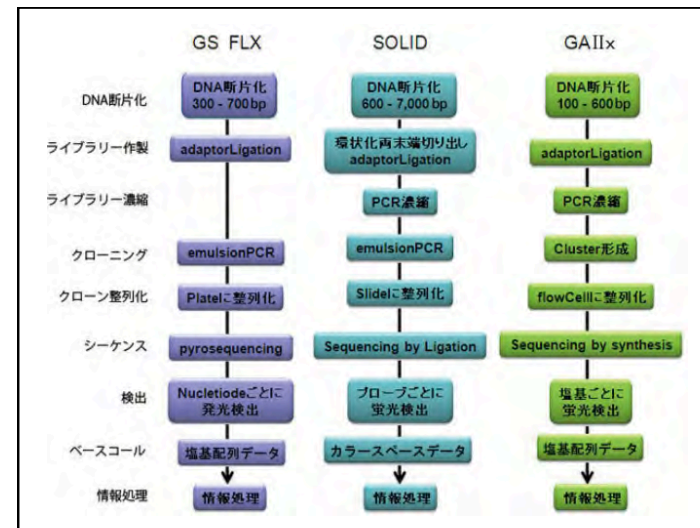 GS FLX
SOLID
GAIIx
DNA断片化
DNA断片化
300 - 700bp
DNA断片化
600 - 7,000bp
DNA断片化
100 - 600bp
ライブラリー作製
adaptorLigation
環状化両末端切り出し
adaptorLigation
adaptorLigation
ライブラリー濃縮
PCR濃縮
PCR濃縮
クローニング
emulsionPCR
emulsionPCR
Cluster形成
クローン整列化
Plateに整列化
Slideに整列化
flowCellに整列化
シーケンス
pyrosequencing
Sequencing by Ligation
Sequencing by synthesis
検出
Nucletiodeごとに
発光検出
プローブごとに
蛍光検出
塩基ごとに
蛍光検出
ベースコール
塩基配列データ
カラースペースデータ
塩基配列データ
情報処理
情報処理
情報処理
情報処理